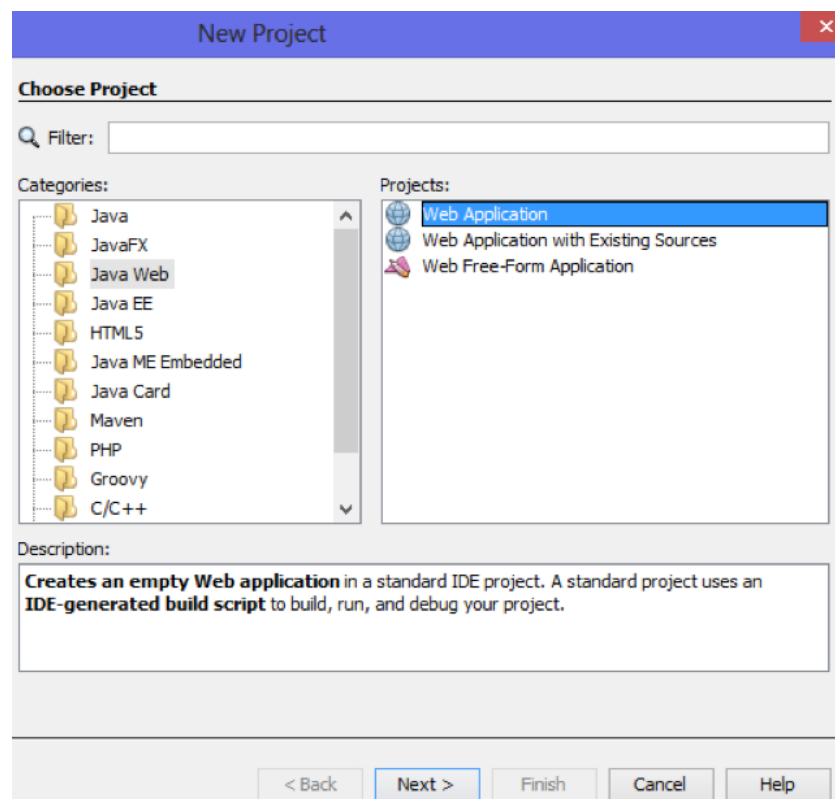 New Project
Choose Project
Filter:
Categories:
Projects:
Java
JavaFX
Java Web
Java EE
HTML5
Java ME Embedded
Java Card
Maven
PHP
Groovy
C/C++
Web Application
Web Application with Existing Sources
Web Free-Form Application
Description:
Creates an empty Web application in a standard IDE project. A standard project uses an
IDE-generated build script to build, run, and debug your project.
< Back
Next >
Finish
Cancel
Help